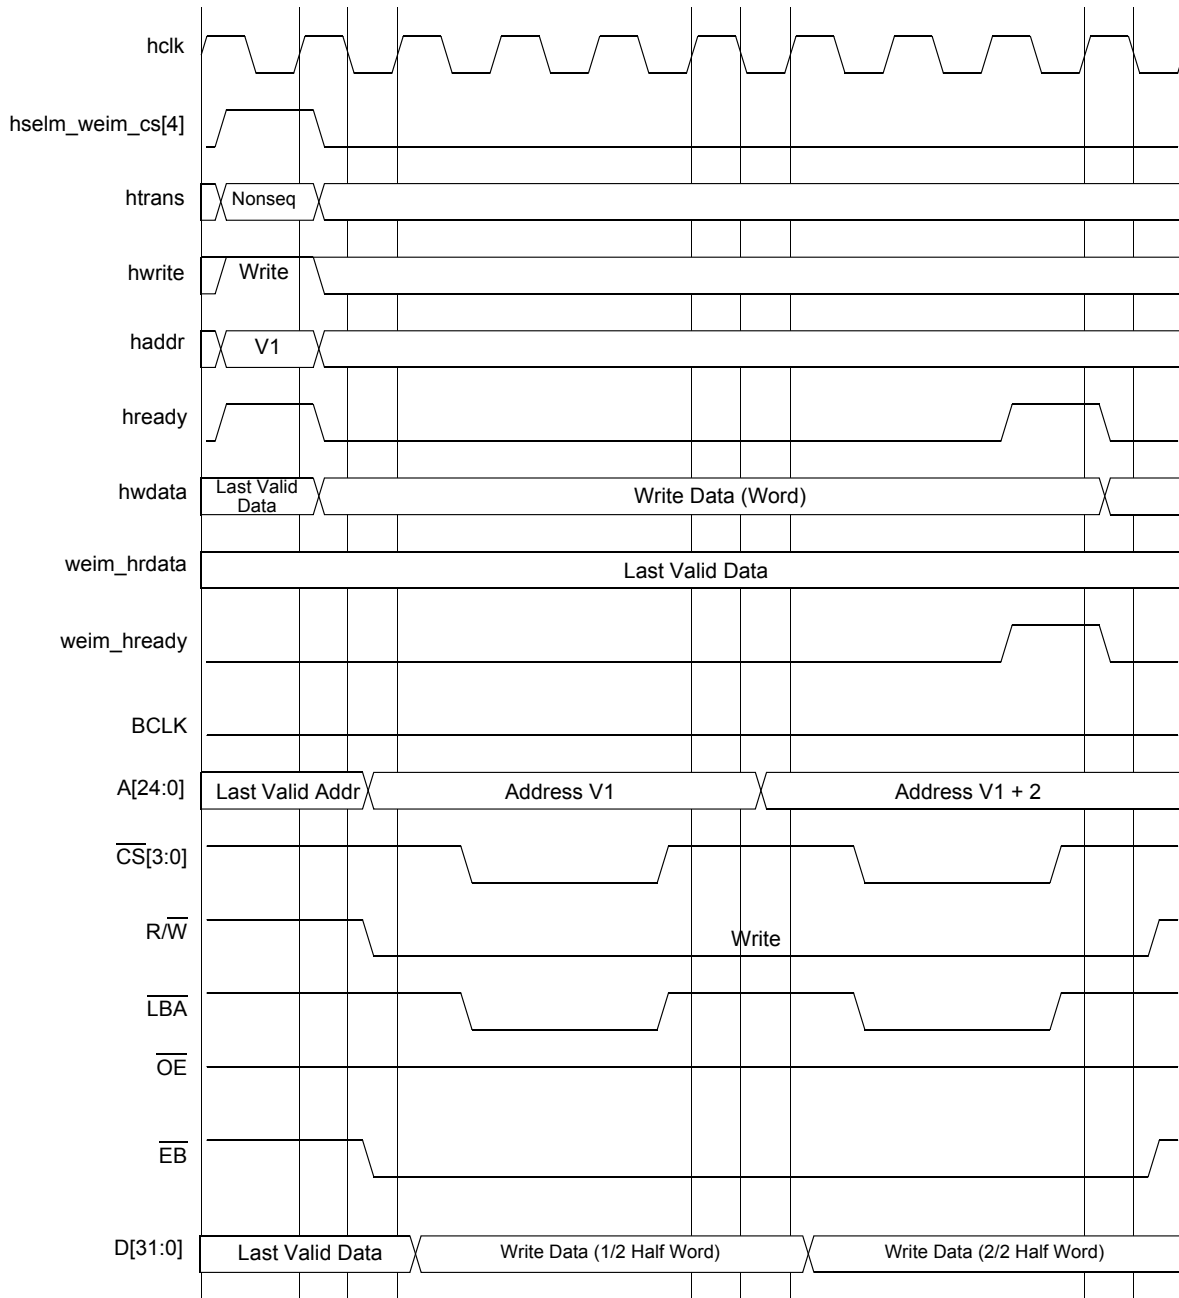 hclk
hselm_weim_cs[4]
htrans Nonseq
hwrite Write
haddr V1
hready
hwdata Last Valid Data Write Data (Word)
weim_hrdata Last Valid Data
weim_hready
BCLK
A[24:0] Last Valid Addr Address V1 Address V1 + 2
CS[3:0]
R/W Write
LBA
OE
EB
D[31:0] Last Valid Data Write Data (1/2 Half Word) Write Data (2/2 Half Word)